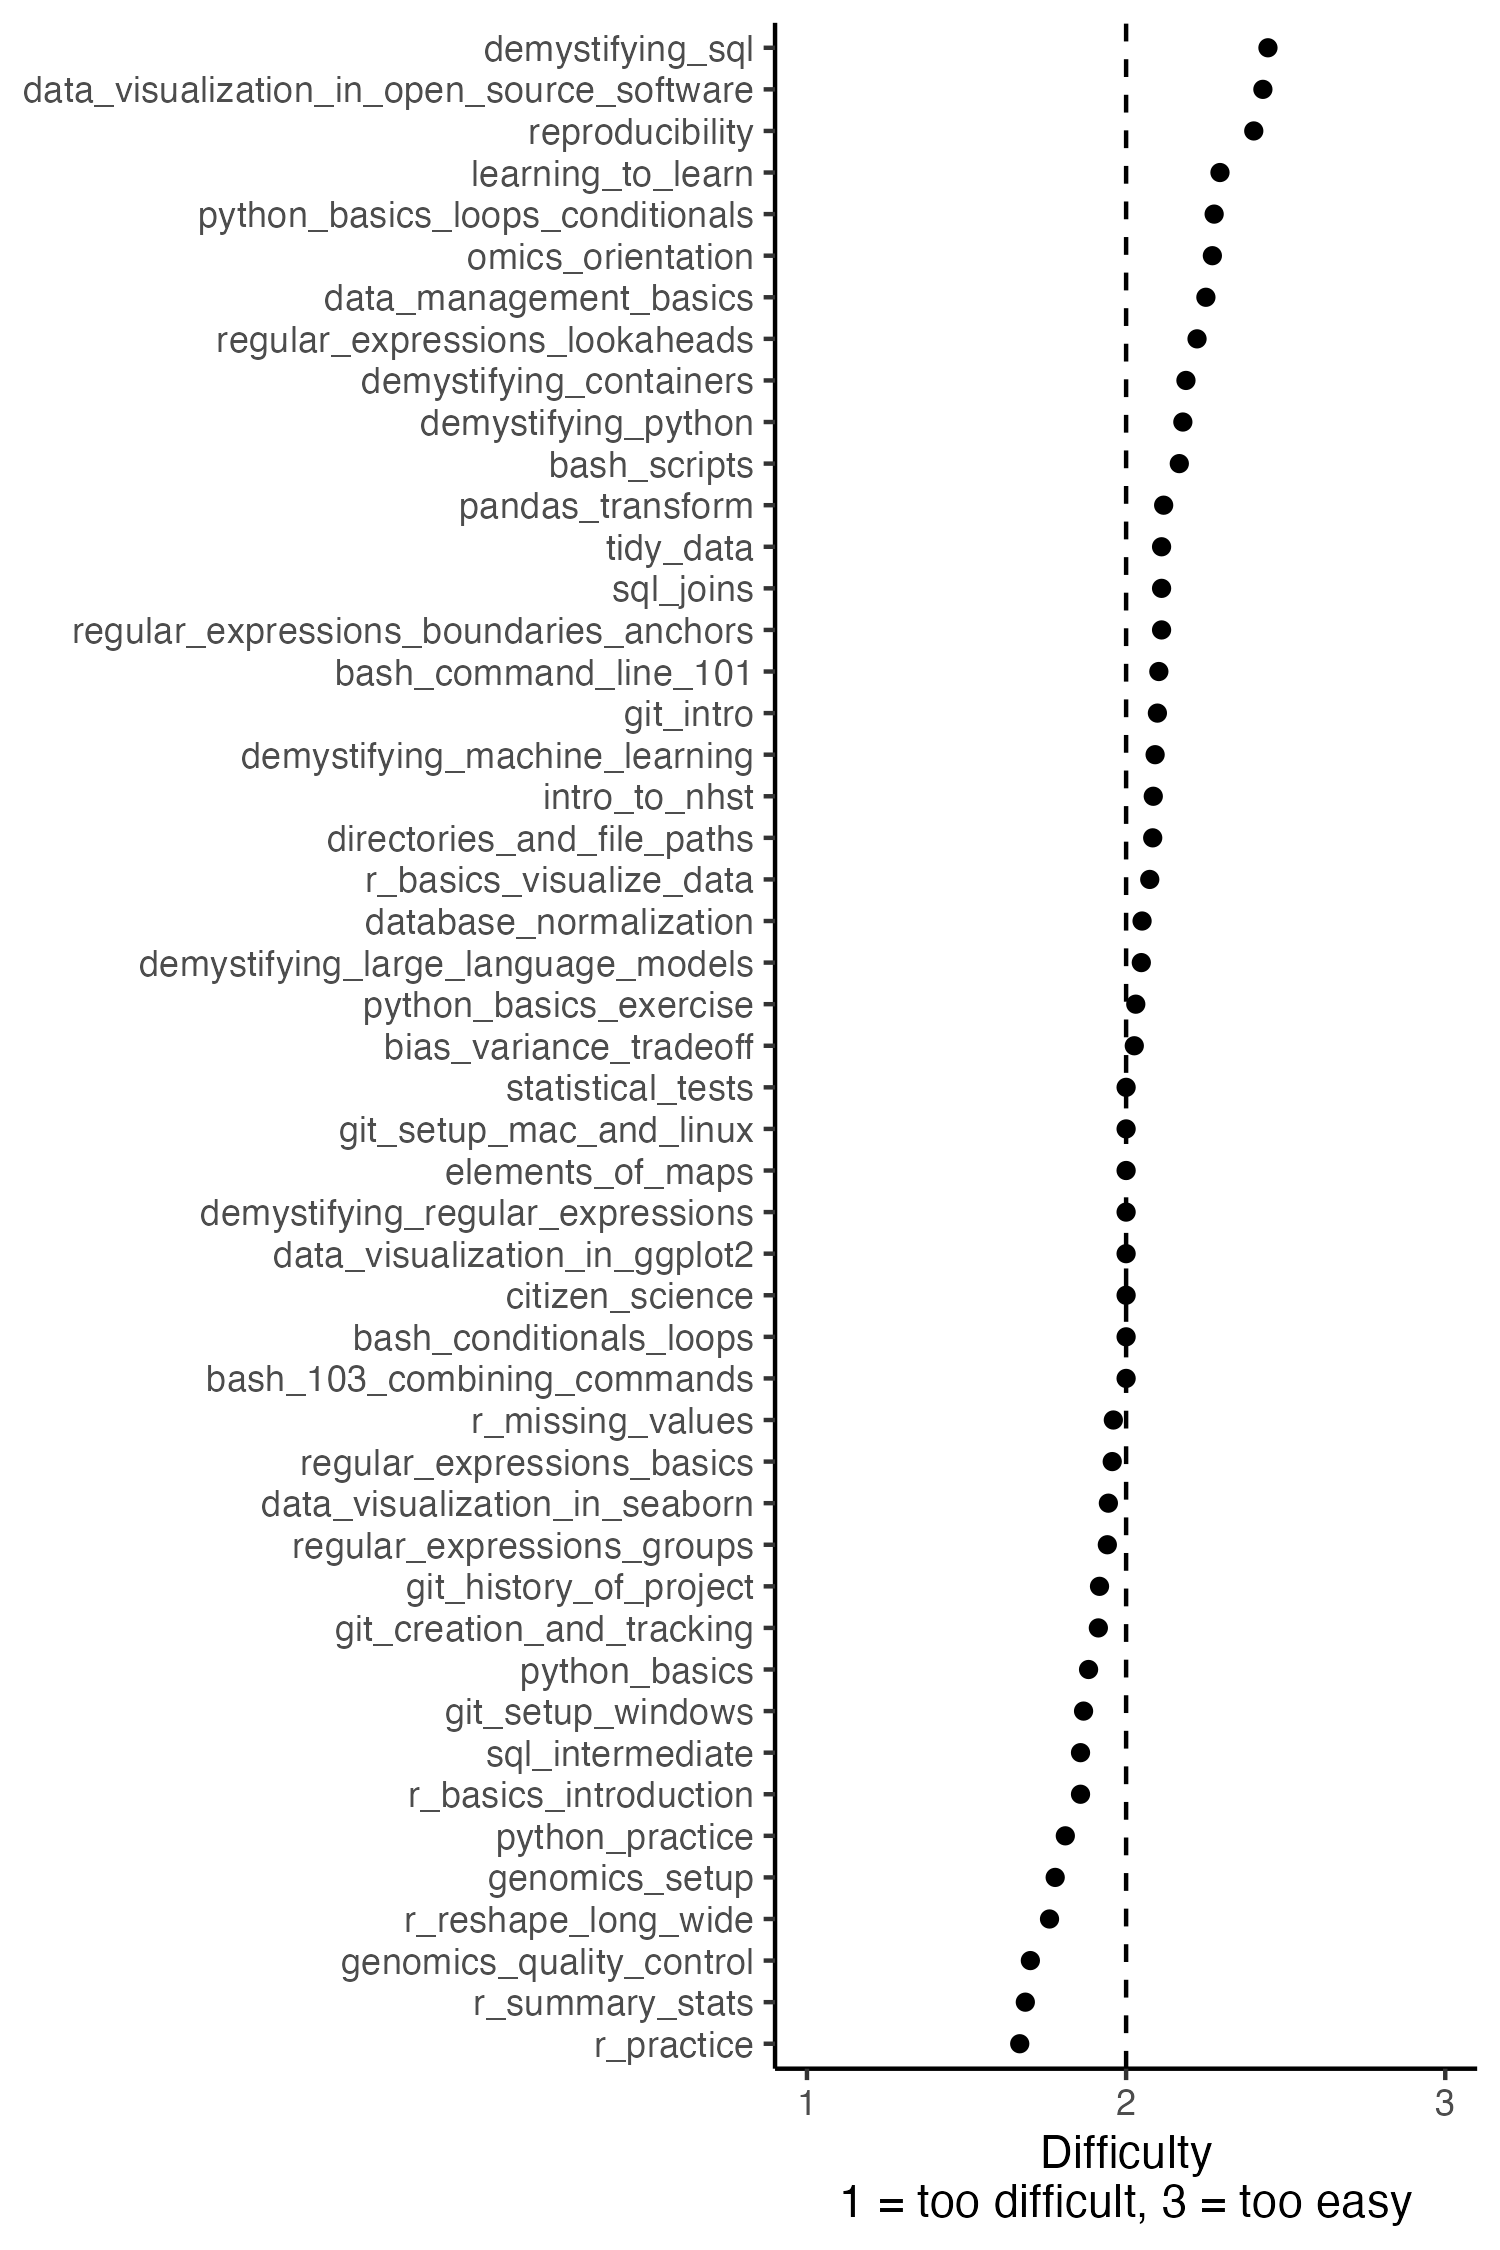 demystifying_sql
data_visualization_in_open_source_software
reproducibility
learning_to_learn
python_basics_loops_conditionals
omics_orientation
data_management_basics
regular_expressions_lookaheads
demystifying_containers
demystifying_python
bash_scripts
pandas_transform
tidy_data
sql_joins
regular_expressions_boundaries_anchors
bash_command_line_101
git_intro
demystifying_machine_learning
intro_to_nhst
directories_and_file_paths
r_basics_visualize_data
database_normalization
demystifying_large_language_models
python_basics_exercise
bias_variance_tradeoff
statistical_tests
git_setup_mac_and_linux
elements_of_maps
demystifying_regular_expressions
data_visualization_in_ggplot2
citizen_science
bash_conditionals_loops
bash_103_combining_commands
r_missing_values
regular_expressions_basics
data_visualization_in_seaborn
regular_expressions_groups
git_history_of_project
git_creation_and_tracking
python_basics
git_setup_windows
sql_intermediate
r_basics_introduction
python_practice
genomics_setup
r_reshape_long_wide
genomics_quality_control
r_summary_stats
r_practice
1 2 3
Difficulty
1 = too difficult, 3 = too easy